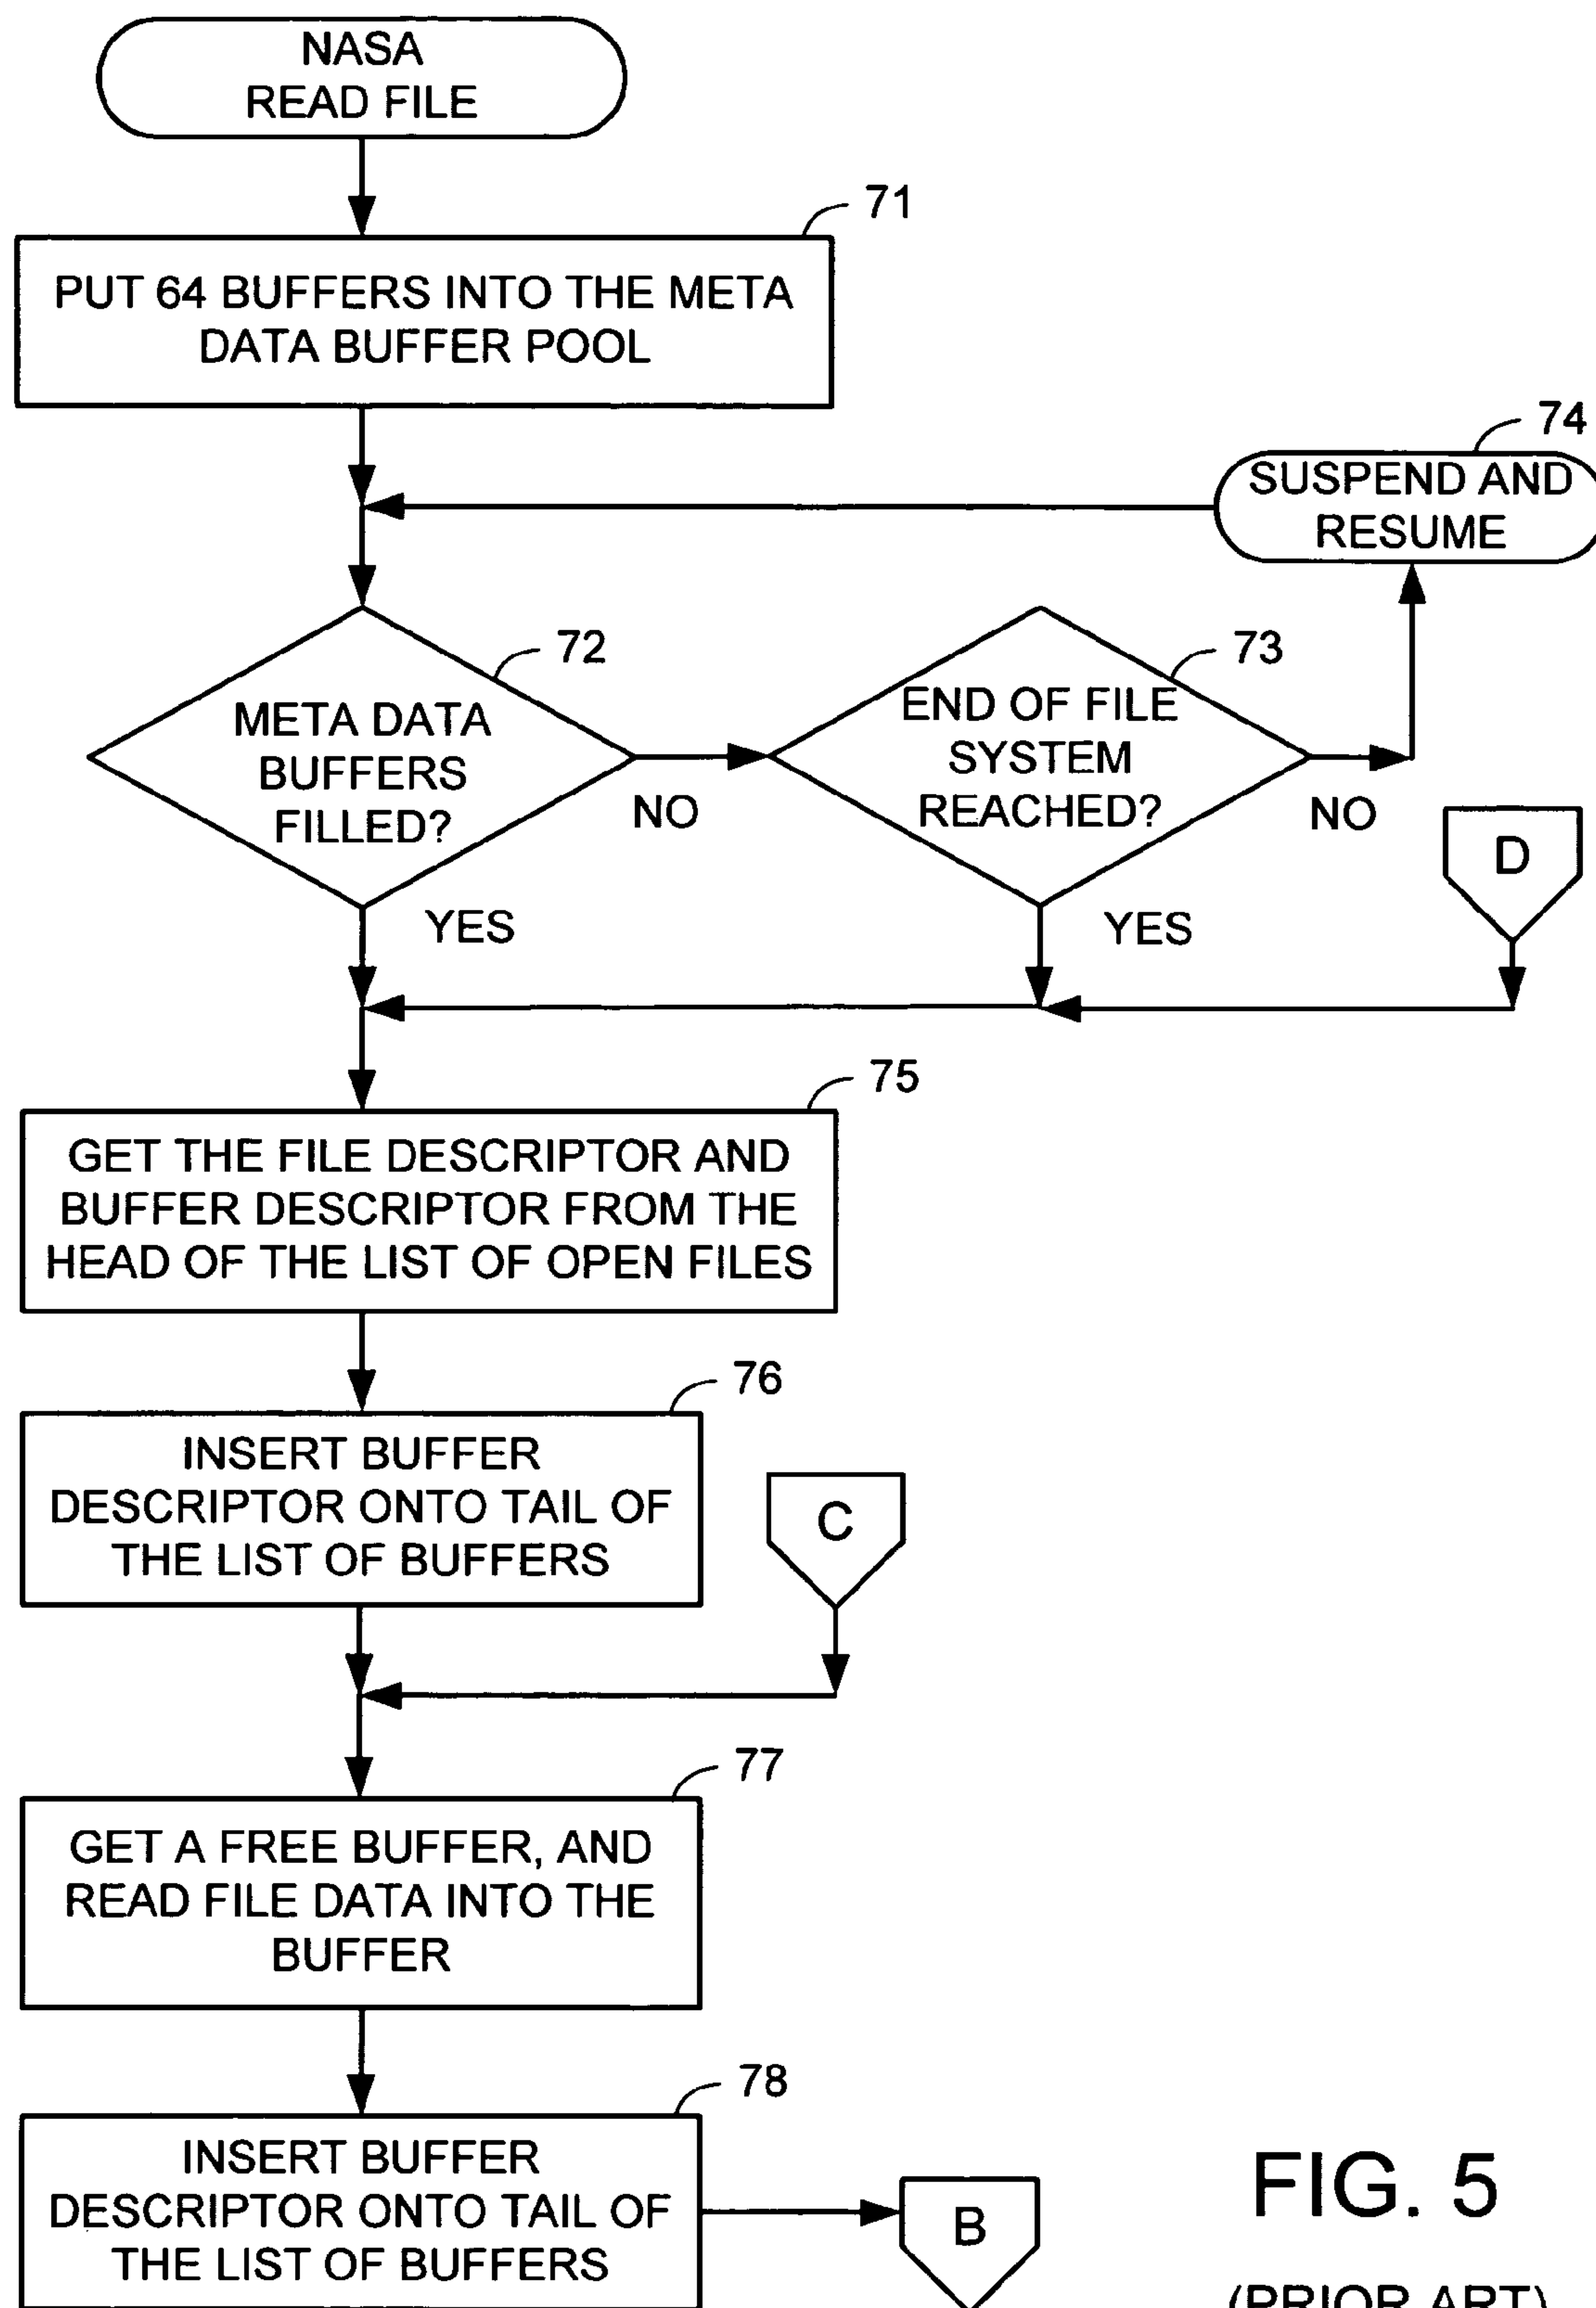 NASA
READ FILE
71
PUT 64 BUFFERS INTO THE META
DATA BUFFER POOL
74
SUSPEND AND
RESUME
72
META DATA
BUFFERS
FILLED?
NO
YES
73
END OF FILE
SYSTEM
REACHED?
NO
YES
D
75
GET THE FILE DESCRIPTOR AND
BUFFER DESCRIPTOR FROM THE
HEAD OF THE LIST OF OPEN FILES
76
INSERT BUFFER
DESCRIPTOR ONTO TAIL OF
THE LIST OF BUFFERS
C
77
GET A FREE BUFFER, AND
READ FILE DATA INTO THE
BUFFER
78
INSERT BUFFER
DESCRIPTOR ONTO TAIL OF
THE LIST OF BUFFERS
B
FIG. 5
(PRIOR ART)